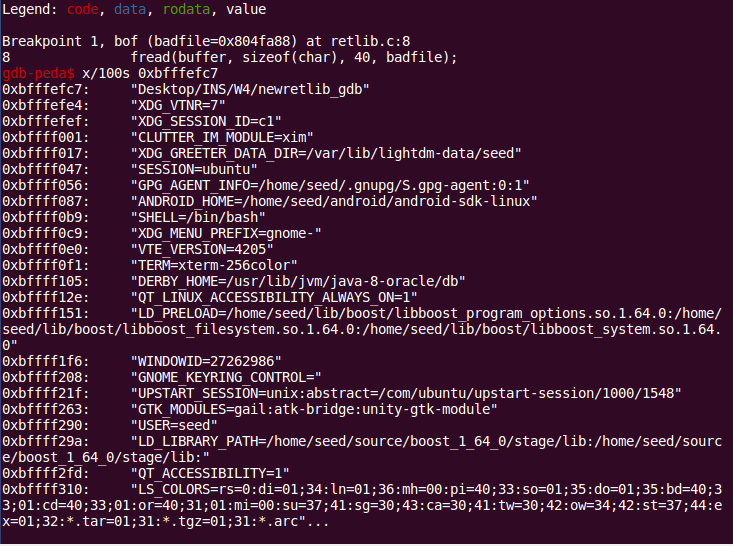 Legend: code, data, rodata, value
Breakpoint 1, bof (badfile=0x804fa88) at retlib.c:8
8 fread(buffer, sizeof(char), 40, badfile);
gdb-peda$ x/100s 0xbfffefc7
0xbfffefc7: "Desktop/INS/W4/newretlib_gdb"
0xbfffefe4: "XDG_VTNR=7"
0xbfffefef: "XDG_SESSION_ID=c1"
0xbffff001: "CLUTTER_IM_MODULE=xim"
0xbffff017: "XDG_GREETER_DATA_DIR=/var/lib/lightdm-data/seed"
0xbffff047: "SESSION=ubuntu"
0xbffff056: "GPG_AGENT_INFO=/home/seed/.gnupg/S.gpg-agent:0:1"
0xbffff087: "ANDROID_HOME=/home/seed/android/android-sdk-linux"
0xbffff0b9: "SHELL=/bin/bash"
0xbffff0c9: "XDG_MENU_PREFIX=gnome-"
0xbffff0e0: "VTE_VERSION=4205"
0xbffff0f1: "TERM=xterm-256color"
0xbffff105: "DERBY_HOME=/usr/lib/jvm/java-8-oracle/db"
0xbffff12e: "QT_LINUX_ACCESSIBILITY_ALWAYS_ON=1"
0xbffff151: "LD_PRELOAD=/home/seed/lib/boost/libboost_program_options.so.1.64.0:/home/
seed/lib/boost/libboost_filesystem.so.1.64.0:/home/seed/lib/boost/libboost_system.so.1.64.
0"
0xbffff1f6: "WINDOWID=27262986"
0xbffff208: "GNOME_KEYRING_CONTROL="
0xbffff21f: "UPSTART_SESSION=unix:abstract=/com/ubuntu/upstart-session/1000/1548"
0xbffff263: "GTK_MODULES=gail:atk-bridge:unity-gtk-module"
0xbffff290: "USER=seed"
0xbffff29a: "LD_LIBRARY_PATH=/home/seed/source/boost_1_64_0/stage/lib:/home/seed/sourc
e/boost_1_64_0/stage/lib:"
0xbffff2fd: "QT_ACCESSIBILITY=1"
0xbffff310: "LS_COLORS=rs=0:di=01;34:ln=01;36:mh=00:pi=40;33:so=01;35:do=01;35:bd=40;3
3;01:cd=40;33;01:or=40;31;01:mi=00:su=37;41:sg=30;43:ca=30;41:tw=30;42:ow=34;42:st=37;44:e
x=01;32:*.tar=01;31:*.tgz=01;31:*.arc"...